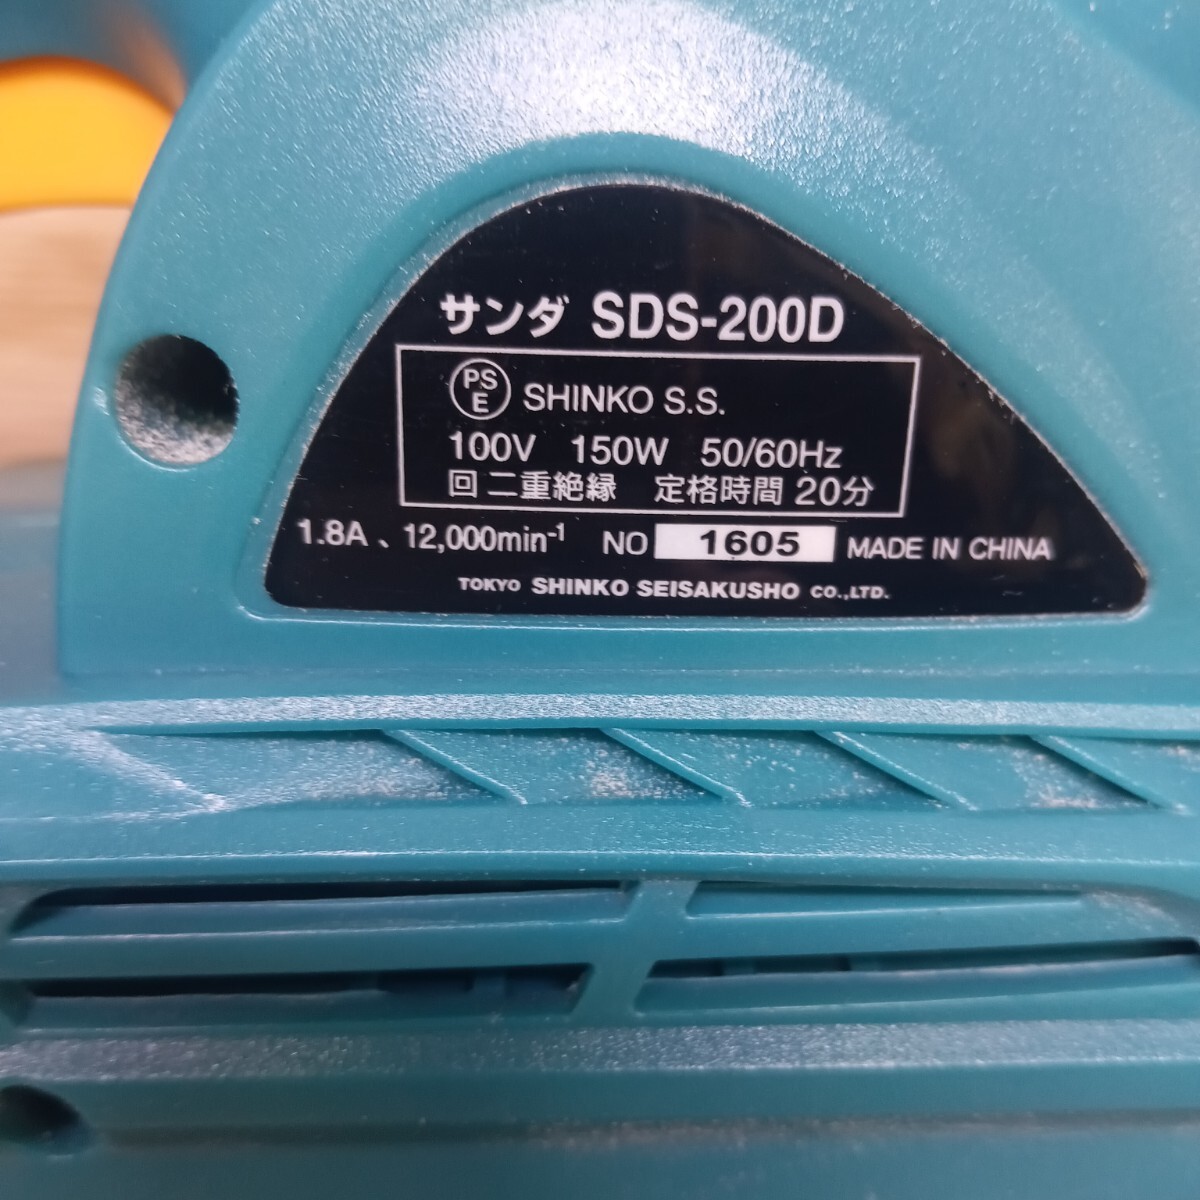 サンダ SDS-200D
PS E SHINKO S.S.
100V 150W 50/60Hz
回 二重絶縁 定格時間 20分
1.8A 、 12,000min-1 NO 1605 MADE IN CHINA
TOKYO SHINKO SEISAKUSHO CO.,LTD.